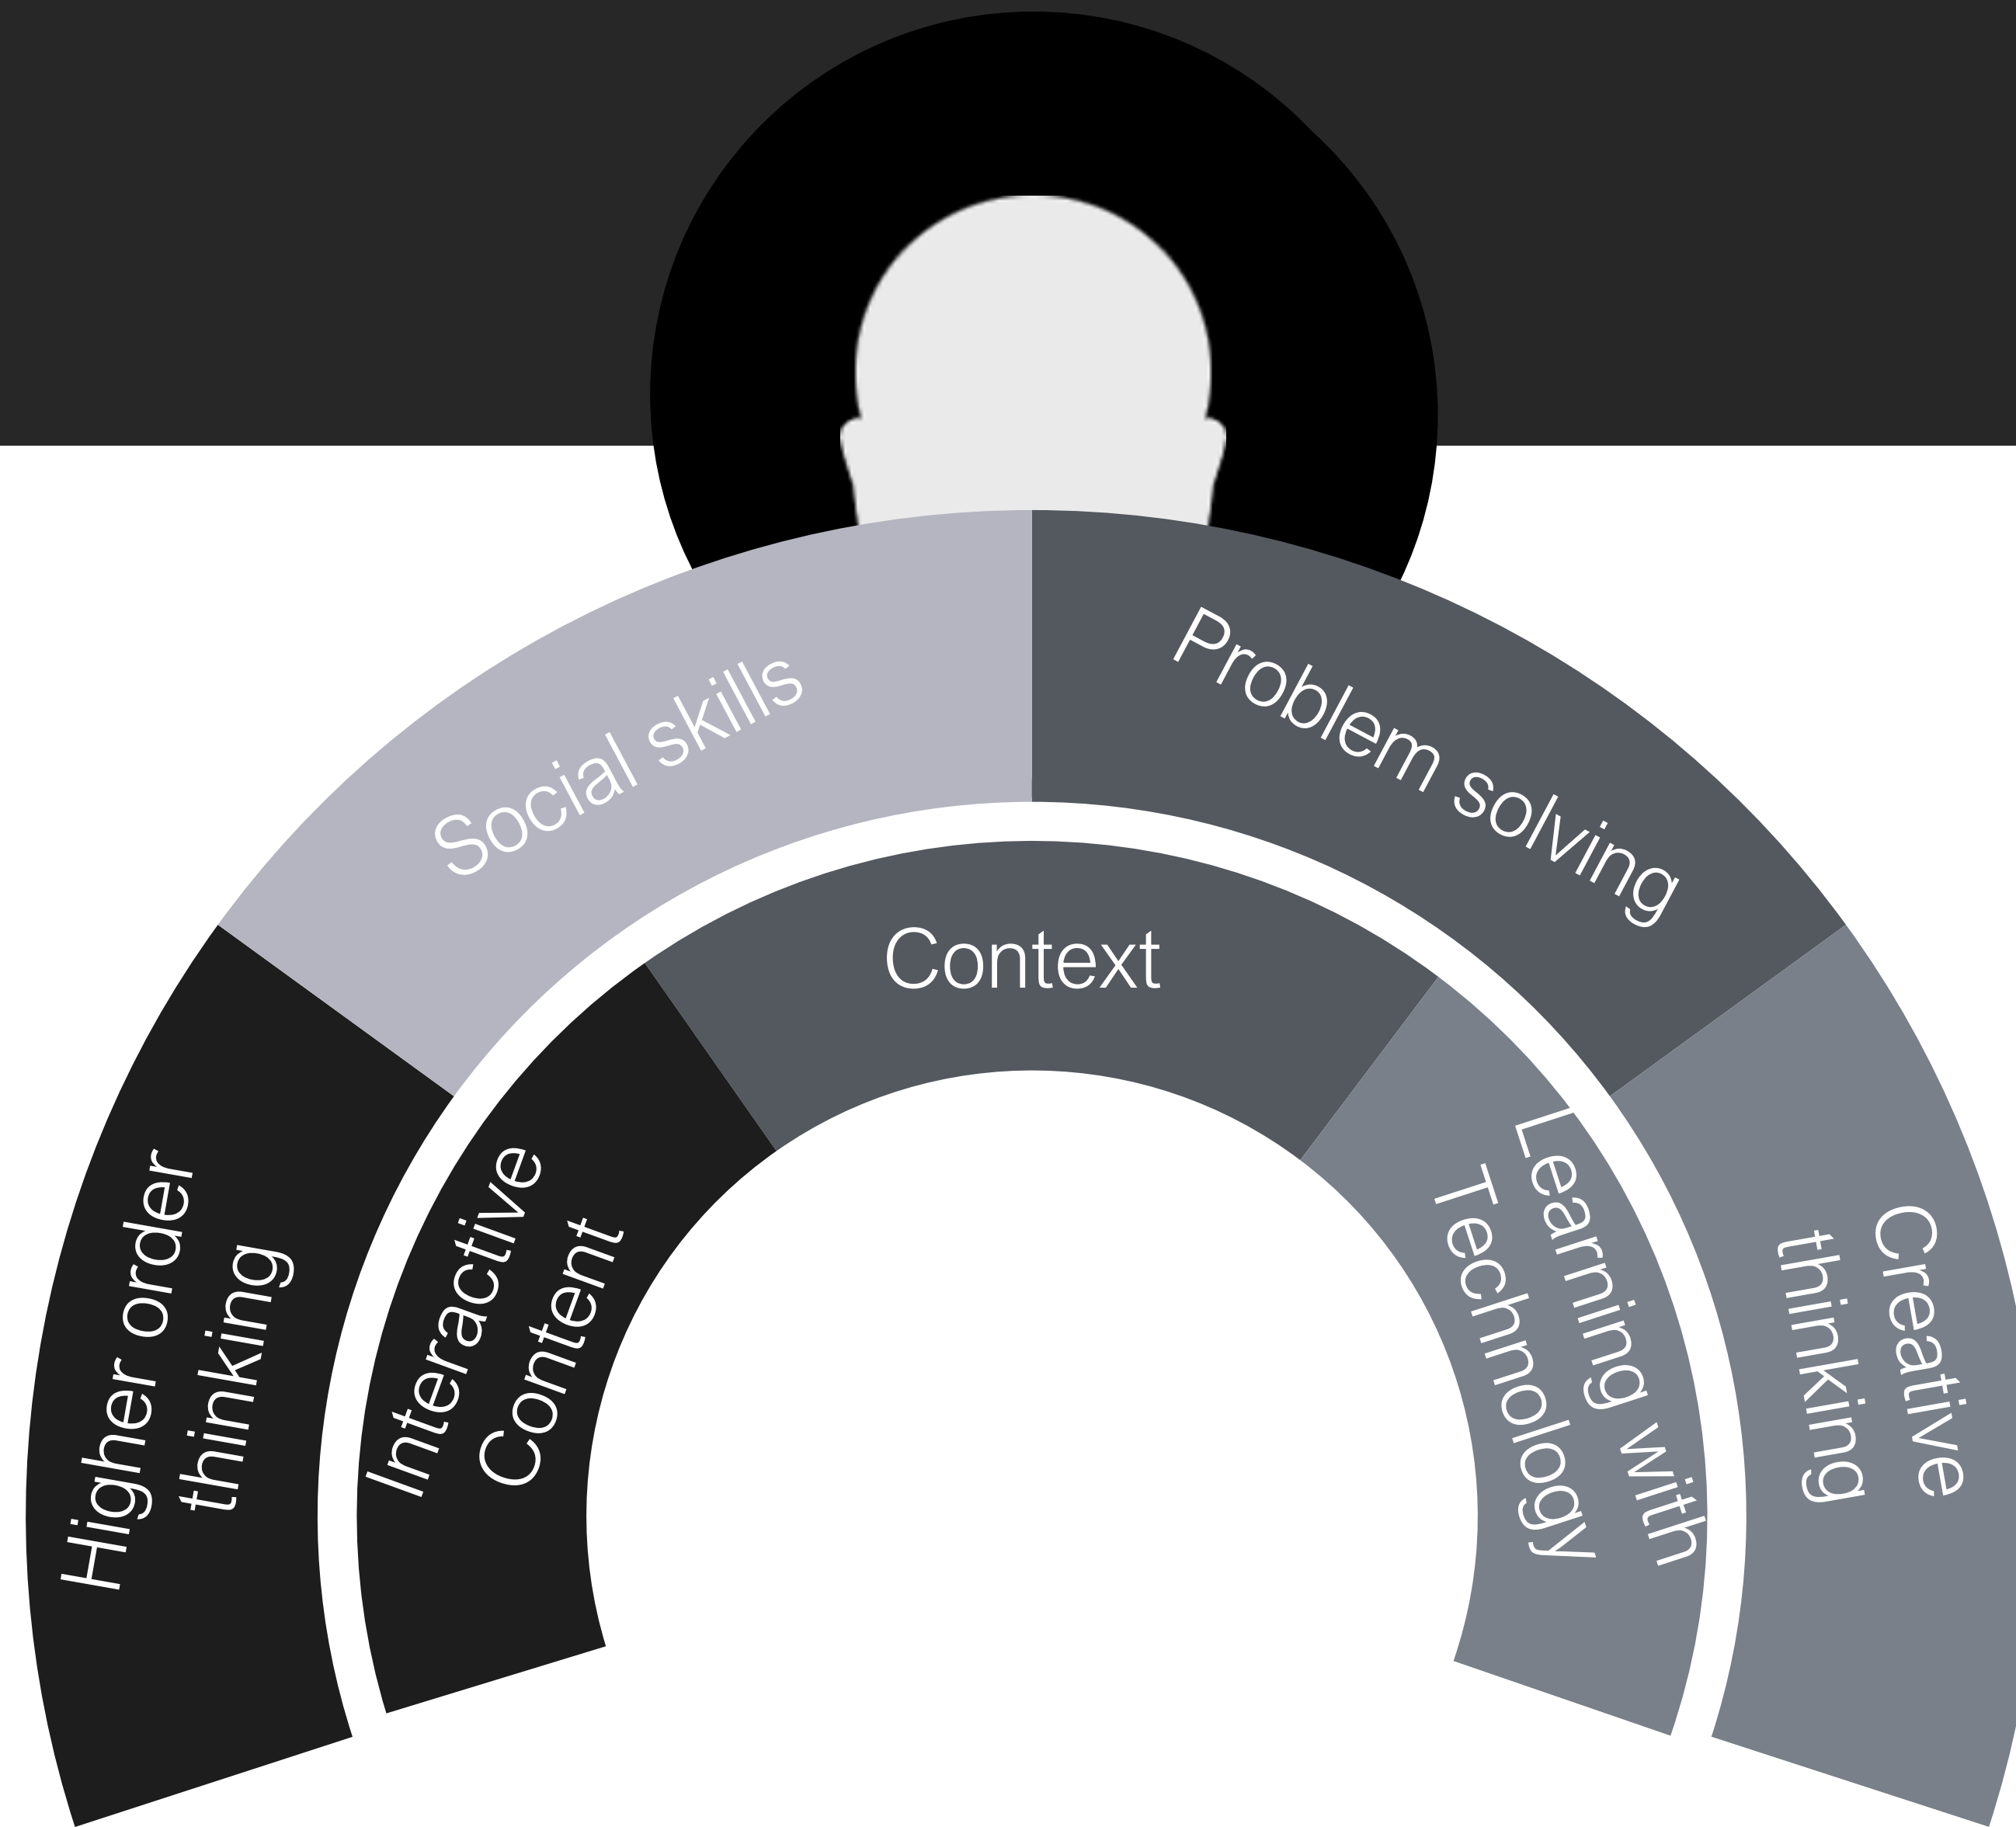 Social skills
Problem solving
Context
Higher order
thinking
Interactive
Content
Learning with
Technology
Creative
thinking